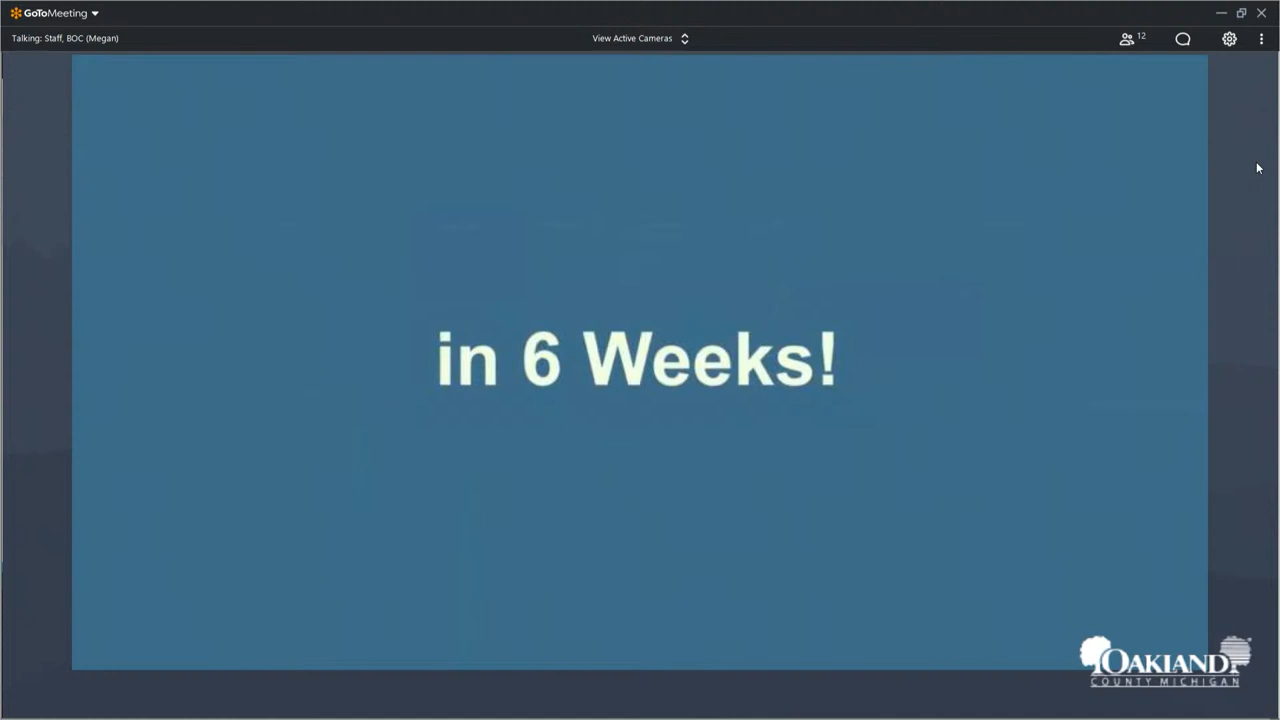 GoToMeeting
Talking: Staff, BOC (Megan)
View Active Cameras
12
in 6 Weeks!
OAKLAND
COUNTY MICHIGAN